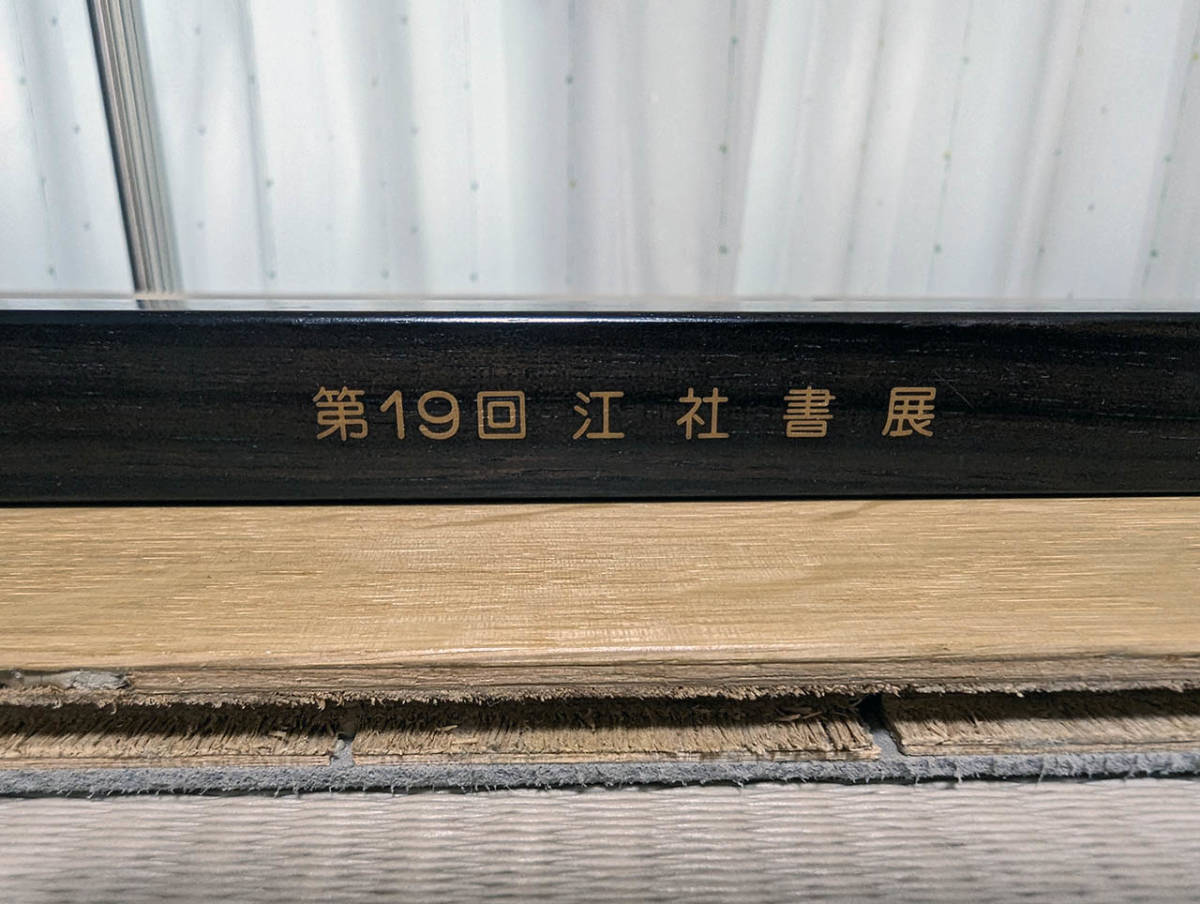 第19回 江 社 書 展